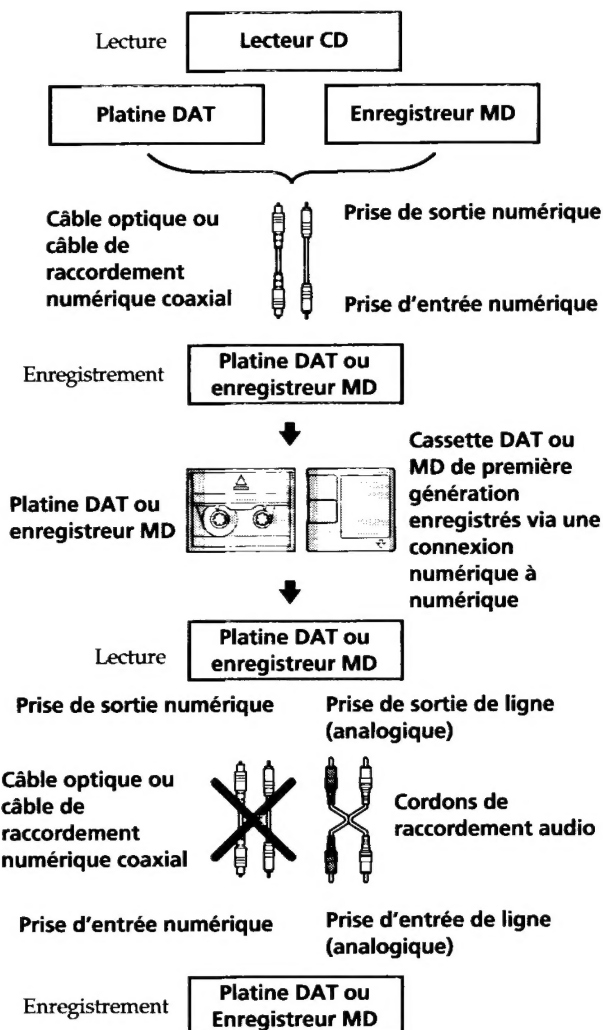 Lecture
Lecteur CD
Platine DAT
Enregistreur MD
Câble optique ou
câble de
raccordement
numérique coaxial
Prise de sortie numérique
Prise d'entrée numérique
Enregistrement
Platine DAT ou
enregistreur MD
Platine DAT ou
enregistreur MD
Cassette DAT ou
MD de première
génération
enregistrés via une
connexion
numérique à
numérique
Lecture
Platine DAT ou
enregistreur MD
Prise de sortie numérique
Prise de sortie de ligne
(analogique)
Câble optique ou
câble de
raccordement
numérique coaxial
Cordons de
raccordement audio
Prise d'entrée numérique
Prise d'entrée de ligne
(analogique)
Enregistrement
Platine DAT ou
Enregistreur MD